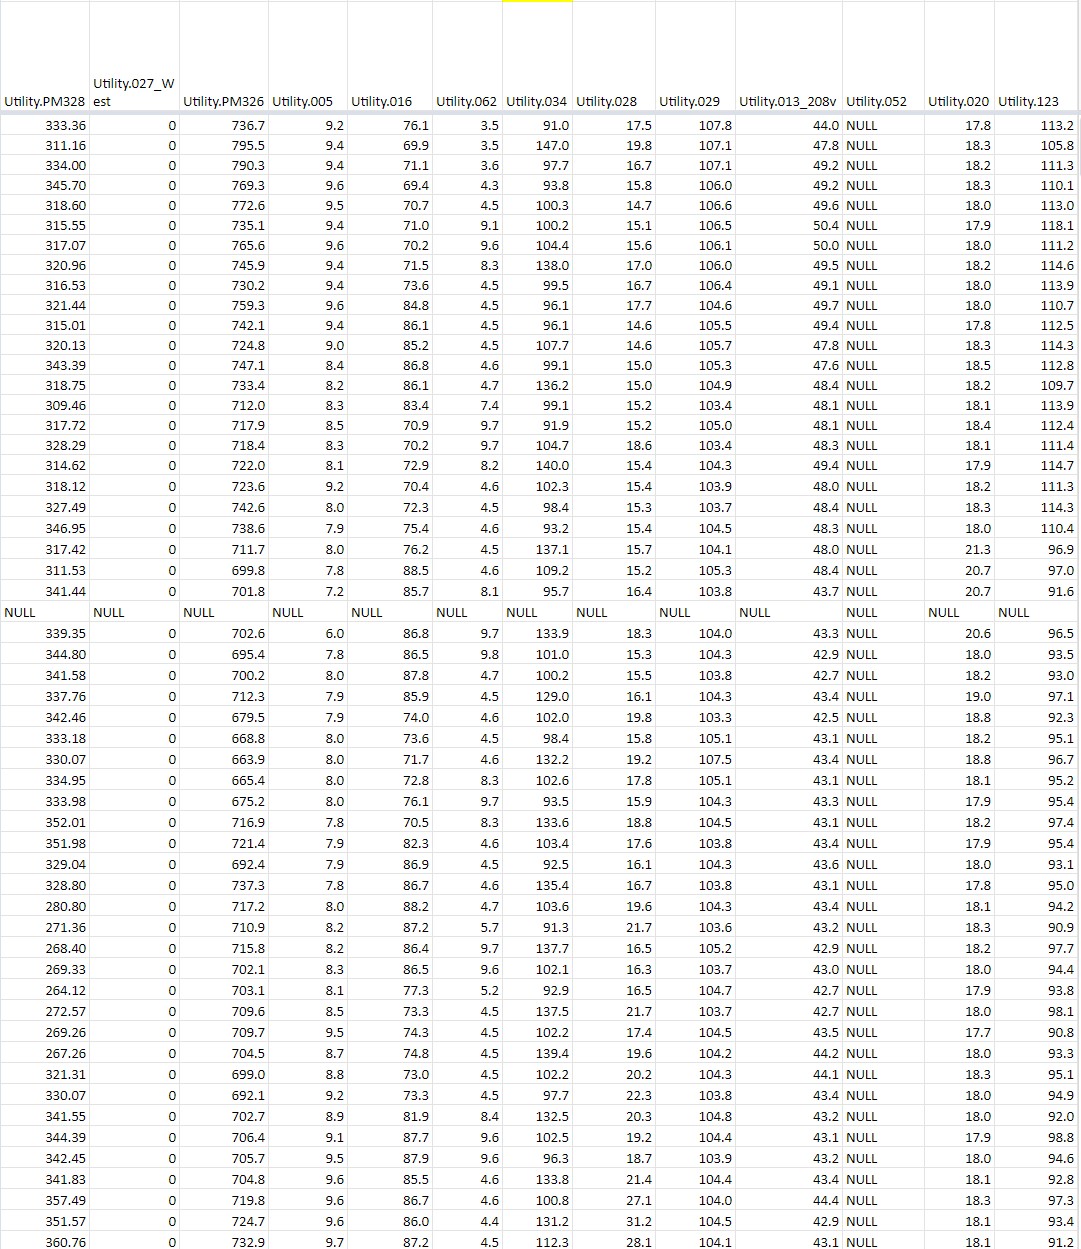 Utility.027_W
Utility.PM328 est Utility.PM326 Utility.005 Utility.016 Utility.062 Utility.034 Utility.028 Utility.029 Utility.013_208v Utility.052 Utility.020 Utility.123
333.36 0 736.7 9.2 76.1 3.5 91.0 17.5 107.8 44.0 NULL 17.8 113.2
311.16 0 795.5 9.4 69.9 3.5 147.0 19.8 107.1 47.8 NULL 18.3 105.8
334.00 0 790.3 9.4 71.1 3.6 97.7 16.7 107.1 49.2 NULL 18.2 111.3
345.70 0 769.3 9.6 69.4 4.3 93.8 15.8 106.0 49.2 NULL 18.3 110.1
318.60 0 772.6 9.5 70.7 4.5 100.3 14.7 106.6 49.6 NULL 18.0 113.0
315.55 0 735.1 9.4 71.0 9.1 100.2 15.1 106.5 50.4 NULL 17.9 118.1
317.07 0 765.6 9.6 70.2 9.6 104.4 15.6 106.1 50.0 NULL 18.0 111.2
320.96 0 745.9 9.4 71.5 8.3 138.0 17.0 106.0 49.5 NULL 18.2 114.6
316.53 0 730.2 9.4 73.6 4.5 99.5 16.7 106.4 49.1 NULL 18.0 113.9
321.44 0 759.3 9.6 84.8 4.5 96.1 17.7 104.6 49.7 NULL 18.0 110.7
315.01 0 742.1 9.4 86.1 4.5 96.1 14.6 105.5 49.4 NULL 17.8 112.5
320.13 0 724.8 9.0 85.2 4.5 107.7 14.6 105.7 47.8 NULL 18.3 114.3
343.39 0 747.1 8.4 86.8 4.6 99.1 15.0 105.3 47.6 NULL 18.5 112.8
318.75 0 733.4 8.2 86.1 4.7 136.2 15.0 104.9 48.4 NULL 18.2 109.7
309.46 0 712.0 8.3 83.4 7.4 99.1 15.2 103.4 48.1 NULL 18.1 113.9
317.72 0 717.9 8.5 70.9 9.7 91.9 15.2 105.0 48.1 NULL 18.4 112.4
328.29 0 718.4 8.3 70.2 9.7 104.7 18.6 103.4 48.3 NULL 18.1 111.4
314.62 0 722.0 8.1 72.9 8.2 140.0 15.4 104.3 49.4 NULL 17.9 114.7
318.12 0 723.6 9.2 70.4 4.6 102.3 15.4 103.9 48.0 NULL 18.2 111.3
327.49 0 742.6 8.0 72.3 4.5 98.4 15.3 103.7 48.4 NULL 18.3 114.3
346.95 0 738.6 7.9 75.4 4.6 93.2 15.4 104.5 48.3 NULL 18.0 110.4
317.42 0 711.7 8.0 76.2 4.5 137.1 15.7 104.1 48.0 NULL 21.3 96.9
311.53 0 699.8 7.8 88.5 4.6 109.2 15.2 105.3 48.4 NULL 20.7 97.0
341.44 0 701.8 7.2 85.7 8.1 95.7 16.4 103.8 43.7 NULL 20.7 91.6
NULL NULL NULL NULL NULL NULL NULL NULL NULL NULL NULL NULL NULL
339.35 0 702.6 6.0 86.8 9.7 133.9 18.3 104.0 43.3 NULL 20.6 96.5
344.80 0 695.4 7.8 86.5 9.8 101.0 15.3 104.3 42.9 NULL 18.0 93.5
341.58 0 700.2 8.0 87.8 4.7 100.2 15.5 103.8 42.7 NULL 18.2 93.0
337.76 0 712.3 7.9 85.9 4.5 129.0 16.1 104.3 43.4 NULL 19.0 97.1
342.46 0 679.5 7.9 74.0 4.6 102.0 19.8 103.3 42.5 NULL 18.8 92.3
333.18 0 668.8 8.0 73.6 4.5 98.4 15.8 105.1 43.1 NULL 18.2 95.1
330.07 0 663.9 8.0 71.7 4.6 132.2 19.2 107.5 43.4 NULL 18.8 96.7
334.95 0 665.4 8.0 72.8 8.3 102.6 17.8 105.1 43.1 NULL 18.1 95.2
333.98 0 675.2 8.0 76.1 9.7 93.5 15.9 104.3 43.3 NULL 17.9 95.4
352.01 0 716.9 7.8 70.5 8.3 133.6 18.8 104.5 43.1 NULL 18.2 97.4
351.98 0 721.4 7.9 82.3 4.6 103.4 17.6 103.8 43.4 NULL 17.9 95.4
329.04 0 692.4 7.9 86.9 4.5 92.5 16.1 104.3 43.6 NULL 18.0 93.1
328.80 0 737.3 7.8 86.7 4.6 135.4 16.7 103.8 43.1 NULL 17.8 95.0
280.80 0 717.2 8.0 88.2 4.7 103.6 19.6 104.3 43.4 NULL 18.1 94.2
271.36 0 710.9 8.2 87.2 5.7 91.3 21.7 103.6 43.2 NULL 18.3 90.9
268.40 0 715.8 8.2 86.4 9.7 137.7 16.5 105.2 42.9 NULL 18.2 97.7
269.33 0 702.1 8.3 86.5 9.6 102.1 16.3 103.7 43.0 NULL 18.0 94.4
264.12 0 703.1 8.1 77.3 5.2 92.9 16.5 104.7 42.7 NULL 17.9 93.8
272.57 0 709.6 8.5 73.3 4.5 137.5 21.7 103.7 42.7 NULL 18.0 98.1
269.26 0 709.7 9.5 74.3 4.5 102.2 17.4 104.5 43.5 NULL 17.7 90.8
267.26 0 704.5 8.7 74.8 4.5 139.4 19.6 104.2 44.2 NULL 18.0 93.3
321.31 0 699.0 8.8 73.0 4.5 102.2 20.2 104.3 44.1 NULL 18.3 95.1
330.07 0 692.1 9.2 73.3 4.5 97.7 22.3 103.8 43.4 NULL 18.0 94.9
341.55 0 702.7 8.9 81.9 8.4 132.5 20.3 104.8 43.2 NULL 18.0 92.0
344.39 0 706.4 9.1 87.7 9.6 102.5 19.2 104.4 43.1 NULL 17.9 98.8
342.45 0 705.7 9.5 87.9 9.6 96.3 18.7 103.9 43.2 NULL 18.0 94.6
341.83 0 704.8 9.6 85.5 4.6 133.8 21.4 104.4 43.4 NULL 18.1 92.8
357.49 0 719.8 9.6 86.7 4.6 100.8 27.1 104.0 44.4 NULL 18.3 97.3
351.57 0 724.7 9.6 86.0 4.4 131.2 31.2 104.5 42.9 NULL 18.1 93.4
360.76 0 732.9 9.7 87.2 4.5 112.3 28.1 104.1 43.1 NULL 18.1 91.2